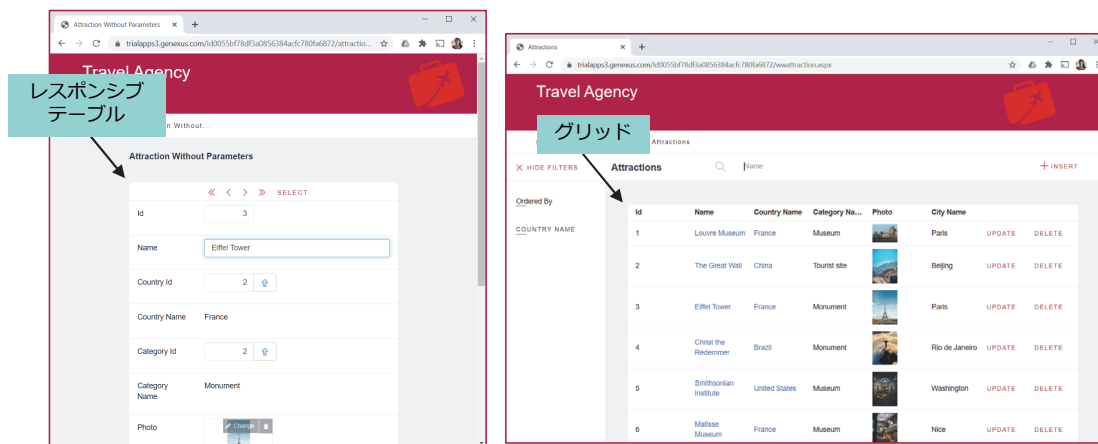 Attraction Without Parameters
trialapps3.genexus.com/Id0055bf78df3a0856384acfc780fa6872/attractio...
Travel Agency
レスポンシブ
テーブル
n Without...
Attraction Without Parameters
SELECT
Id
3
Name
Eiffel Tower
Country Id
2
Country Name
France
Category Id
2
Category
Name
Monument
Photo
Change
Attractions
trialapps3.genexus.com/Id0055bf78df3a0856384acfc780fa6872/wwattraction.aspx
Travel Agency
グリッド
Attractions
HIDE FILTERS
Attractions
Name
INSERT
Ordered By
COUNTRY NAME
Id Name Country Name Category Na... Photo City Name
1 Louvre Museum France Museum Paris UPDATE DELETE
2 The Great Wall China Tourist site Beijing UPDATE DELETE
3 Eiffel Tower France Monument Paris UPDATE DELETE
4 Christ the
Redemmer Brazil Monument Rio de Janeiro UPDATE DELETE
5 Smithsonian
Institute United States Museum Washington UPDATE DELETE
6 Matisse
Museum France Museum Nice UPDATE DELETE